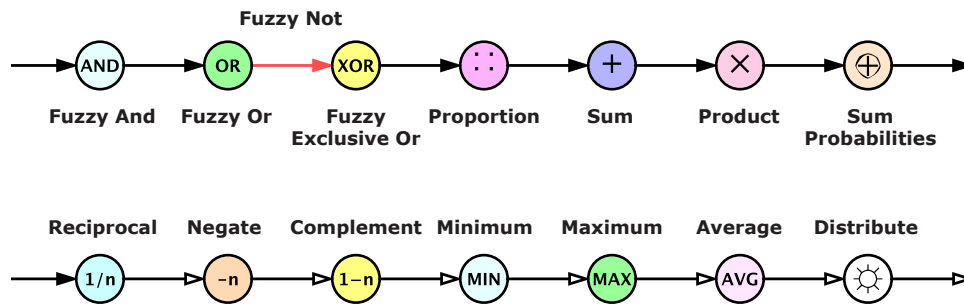 Fuzzy Not
AND OR XOR :: + × ⊕
Fuzzy And Fuzzy Or Fuzzy Exclusive Or Proportion Sum Product Sum Probabilities
Reciprocal Negate Complement Minimum Maximum Average Distribute
1/n -n 1-n MIN MAX AVG